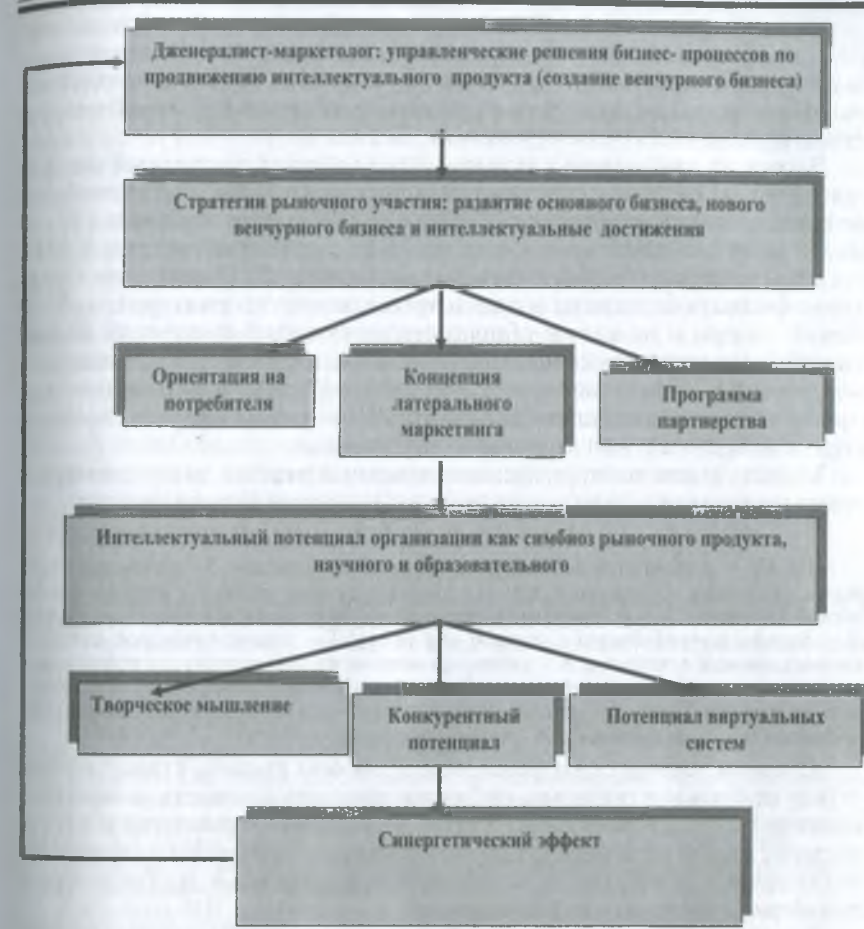 Дженералист-маркетолог: управленческие решения бизнес- процессов по
продвижению интеллектуального продукта (создание венчурного бизнеса)
Стратегии рыночного участия: развитие основного бизнеса, нового
венчурного бизнеса и интеллектуальные достижения
Ориентация на
потребителя
Концепция
латерального
маркетинга
Программа
партнерства
Интеллектуальный потенциал организации как симбиоз рыночного продукта,
научного и образовательного
Творческое мышление
Конкурентный
потенциал
Потенциал виртуальных
систем
Синергетический эффект